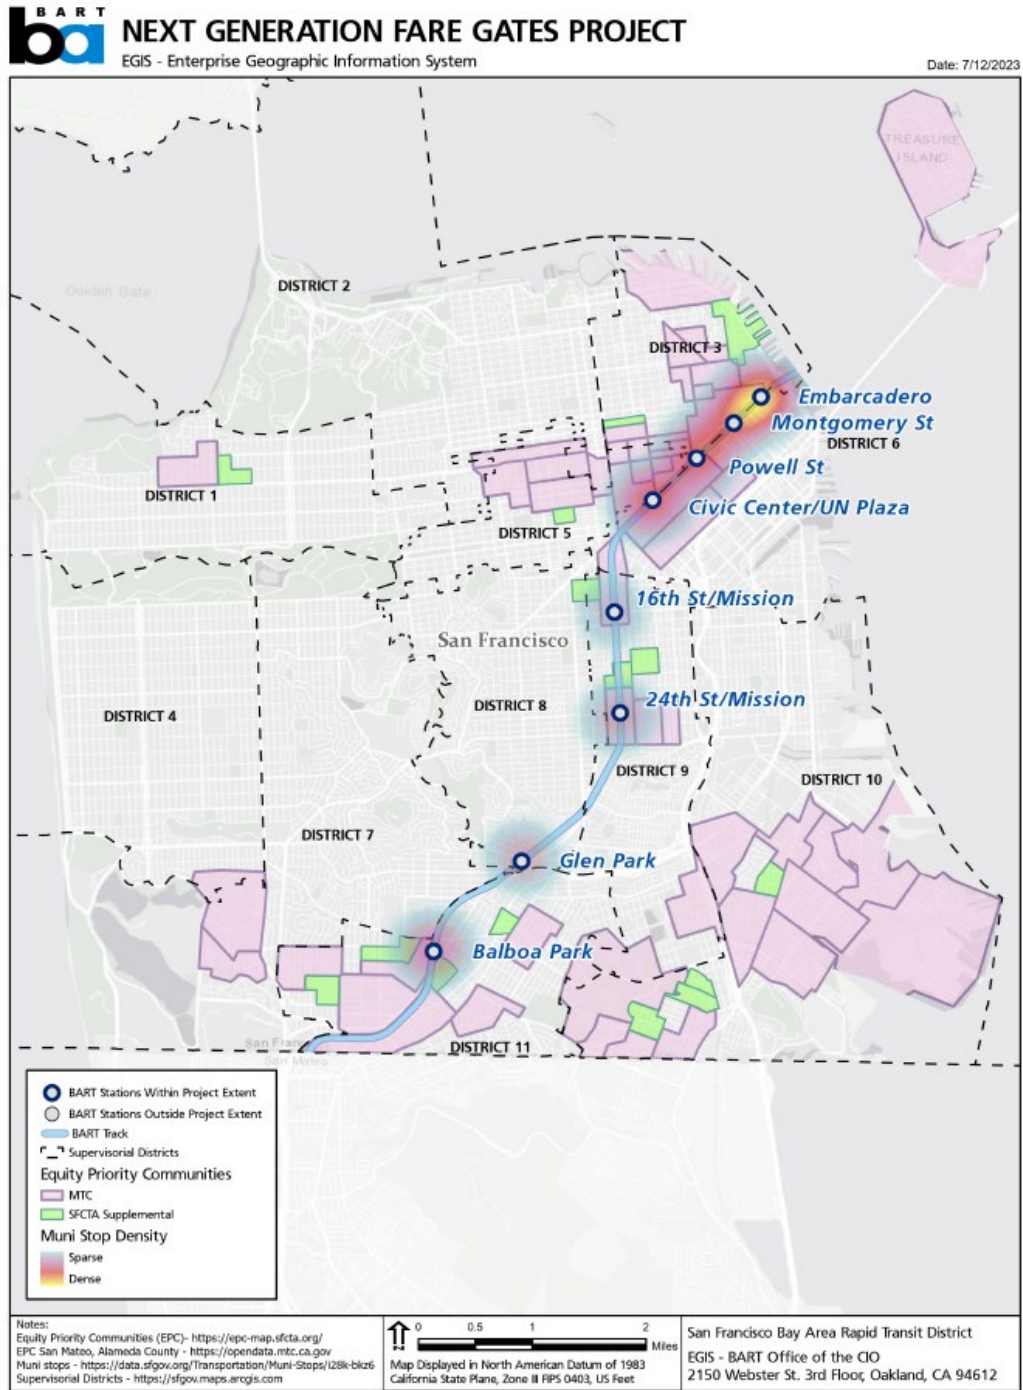 BART
ba
NEXT GENERATION FARE GATES PROJECT
EGIS - Enterprise Geographic Information System
Date: 7/12/2023
TREASURE
ISLAND
Golden Gate
DISTRICT 2
DISTRICT 3
Embarcadero
Montgomery St
DISTRICT 6
Powell St
DISTRICT 1
Civic Center/UN Plaza
DISTRICT 5
16th St/Mission
San Francisco
24th St/Mission
DISTRICT 8
DISTRICT 4
DISTRICT 9
DISTRICT 10
DISTRICT 7
Glen Park
Balboa Park
San Fran
San Mateo
DISTRICT 11
BART Stations Within Project Extent
BART Stations Outside Project Extent
BART Track
Supervisorial Districts
Equity Priority Communities
MTC
SFCTA Supplemental
Muni Stop Density
Sparse
Dense
Notes:
Equity Priority Communities (EPC)- https://epc-map.sfcta.org/
EPC San Mateo, Alameda County - https://opendata.mtc.ca.gov
Muni stops - https://data.sfgov.org/Transportation/Muni-Stops/i28k-bkz6
Supervisorial Districts - https://sfgov.maps.arcgis.com
0 0.5 1 2
Miles
Map Displayed in North American Datum of 1983
California State Plane, Zone III FIPS 0403, US Feet
San Francisco Bay Area Rapid Transit District
EGIS - BART Office of the CIO
2150 Webster St. 3rd Floor, Oakland, CA 94612